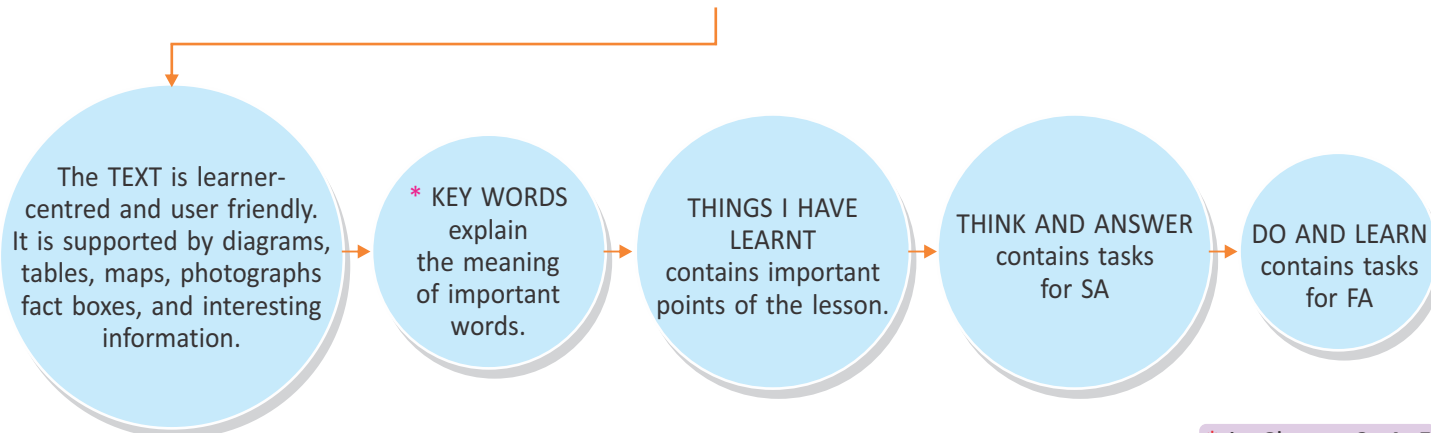 The TEXT is learner-
centred and user friendly.
It is supported by diagrams,
tables, maps, photographs
fact boxes, and interesting
information.
* KEY WORDS
explain
the meaning
of important
words.
THINGS I HAVE
LEARNT
contains important
points of the lesson.
THINK AND ANSWER
contains tasks
for SA
DO AND LEARN
contains tasks
for FA